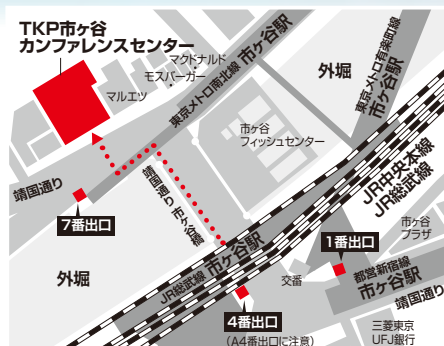 TKP市ヶ谷
カンファレンスセンター
マクドナルド
モスバーガー
マルエツ
東京メトロ南北線
市ヶ谷駅
外堀
東京メトロ有楽町線
市ヶ谷駅
市ヶ谷
フィッシュセンター
靖国通り
7番出口
靖国通り 市ヶ谷橋
JR中央本線
JR総武線
外堀
JR総武線
市ヶ谷駅
1番出口
市ヶ谷
プラザ
都営新宿線
市ヶ谷駅
靖国通り
交番
4番出口
(A4番出口に注意)
三菱東京
UFJ銀行